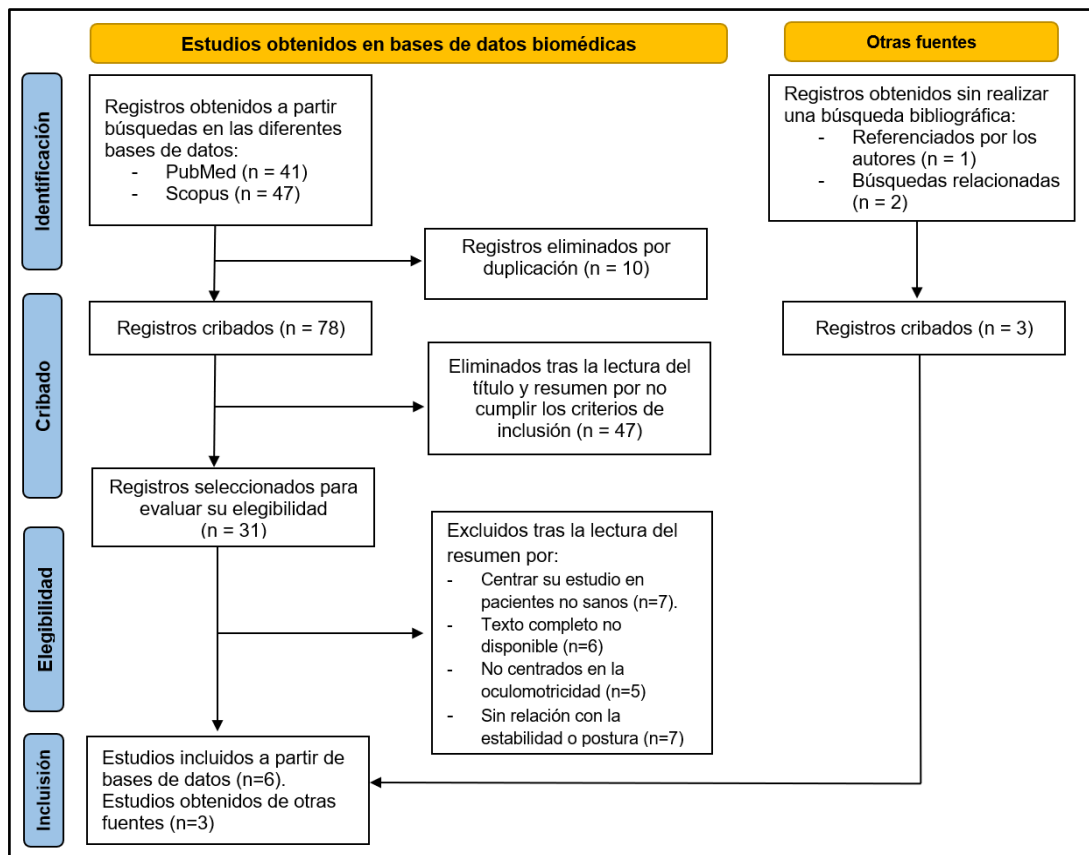 Estudios obtenidos en bases de datos biomédicas
Otras fuentes
Identificación
Registros obtenidos a partir
búsquedas en las diferentes
bases de datos:
- PubMed (n = 41)
- Scopus (n = 47)
Registros obtenidos sin realizar
una búsqueda bibliográfica:
- Referenciados por los
autores (n = 1)
- Búsquedas relacionadas
(n = 2)
Registros eliminados por
duplicación (n = 10)
Cribado
Registros cribados (n = 78)
Registros cribados (n = 3)
Eliminados tras la lectura del
título y resumen por no
cumplir los criterios de
inclusión (n = 47)
Registros seleccionados para
evaluar su elegibilidad
(n = 31)
Elegibilidad
Excluidos tras la lectura del
resumen por:
- Centrar su estudio en
pacientes no sanos (n=7).
- Texto completo no
disponible (n=6)
- No centrados en la
oculomotricidad (n=5)
- Sin relación con la
estabilidad o postura (n=7)
Incluisión
Estudios incluidos a partir de
bases de datos (n=6).
Estudios obtenidos de otras
fuentes (n=3)